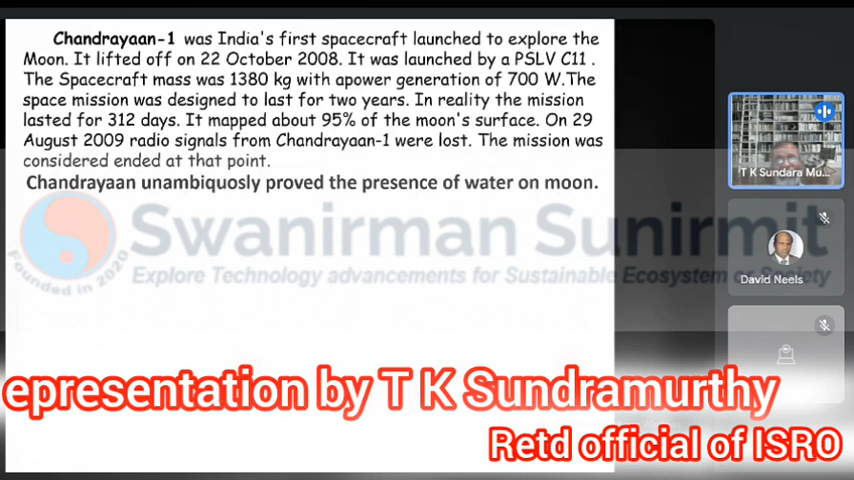 Chandrayaan-1 was India's first spacecraft launched to explore the
Moon. It lifted off on 22 October 2008. It was launched by a PSLV C11 .
The Spacecraft mass was 1380 kg with apower generation of 700 W.The
space mission was designed to last for two years. In reality the mission
lasted for 312 days. It mapped about 95% of the moon's surface. On 29
August 2009 radio signals from Chandrayaan-1 were lost. The mission was
considered ended at that point.
Chandrayaan unambiquosly proved the presence of water on moon.
T K Sundara Mu...
Swanirman Sunirmit
Explore Technology advancements for Sustainable Ecosystem or Society
Founded in 2020
David Neels
epresentation by T K Sundramurthy
Retd official of ISRO